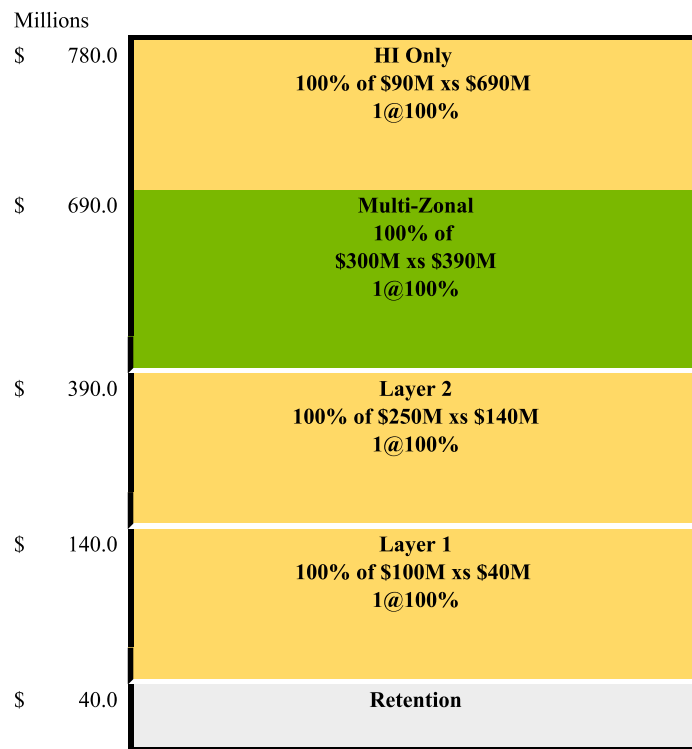 Millions
$ 780.0
HI Only
100% of $90M xs $690M
1@100%
$ 690.0
Multi-Zonal
100% of
$300M xs $390M
1@100%
$ 390.0
Layer 2
100% of $250M xs $140M
1@100%
$ 140.0
Layer 1
100% of $100M xs $40M
1@100%
$ 40.0
Retention